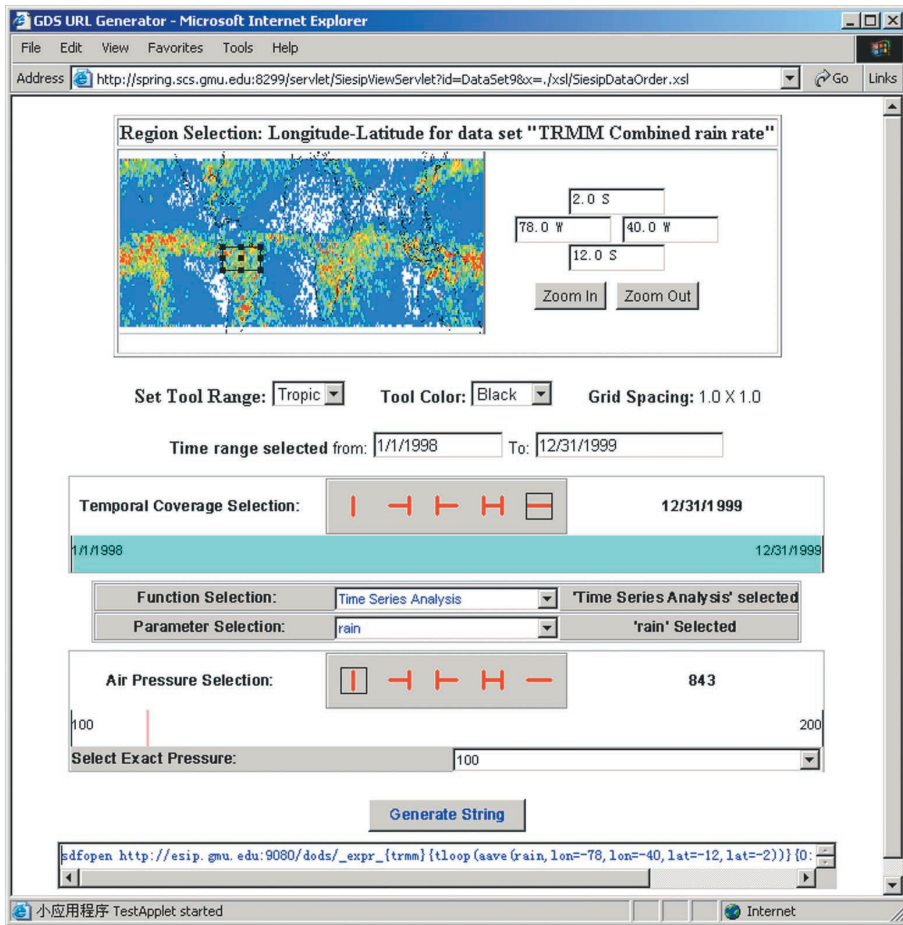 GDS URL Generator - Microsoft Internet Explorer
File Edit View Favorites Tools Help
Address http://spring.scs.gmu.edu:8299/servlet/SiesipViewServlet?id=DataSet9&x=./xsl/SiesipDataOrder.xsl Go Links
Region Selection: Longitude-Latitude for data set "TRMM Combined rain rate"
2.0 S
78.0 W 40.0 W
12.0 S
Zoom In Zoom Out
Set Tool Range: Tropic Tool Color: Black Grid Spacing: 1.0 X 1.0
Time range selected from: 1/1/1998 To: 12/31/1999
Temporal Coverage Selection: 12/31/1999
1/1/1998 12/31/1999
Function Selection: Time Series Analysis 'Time Series Analysis' selected
Parameter Selection: rain 'rain' Selected
Air Pressure Selection: 843
100 200
Select Exact Pressure: 100
Generate String
sdfopen http://esip.gmu.edu:9080/dods/_expr_{trmm}{tloop(aave(rain,lon=-78,lon=-40,lat=-12,lat=-2))}{0:
小应用程序 TestApplet started Internet